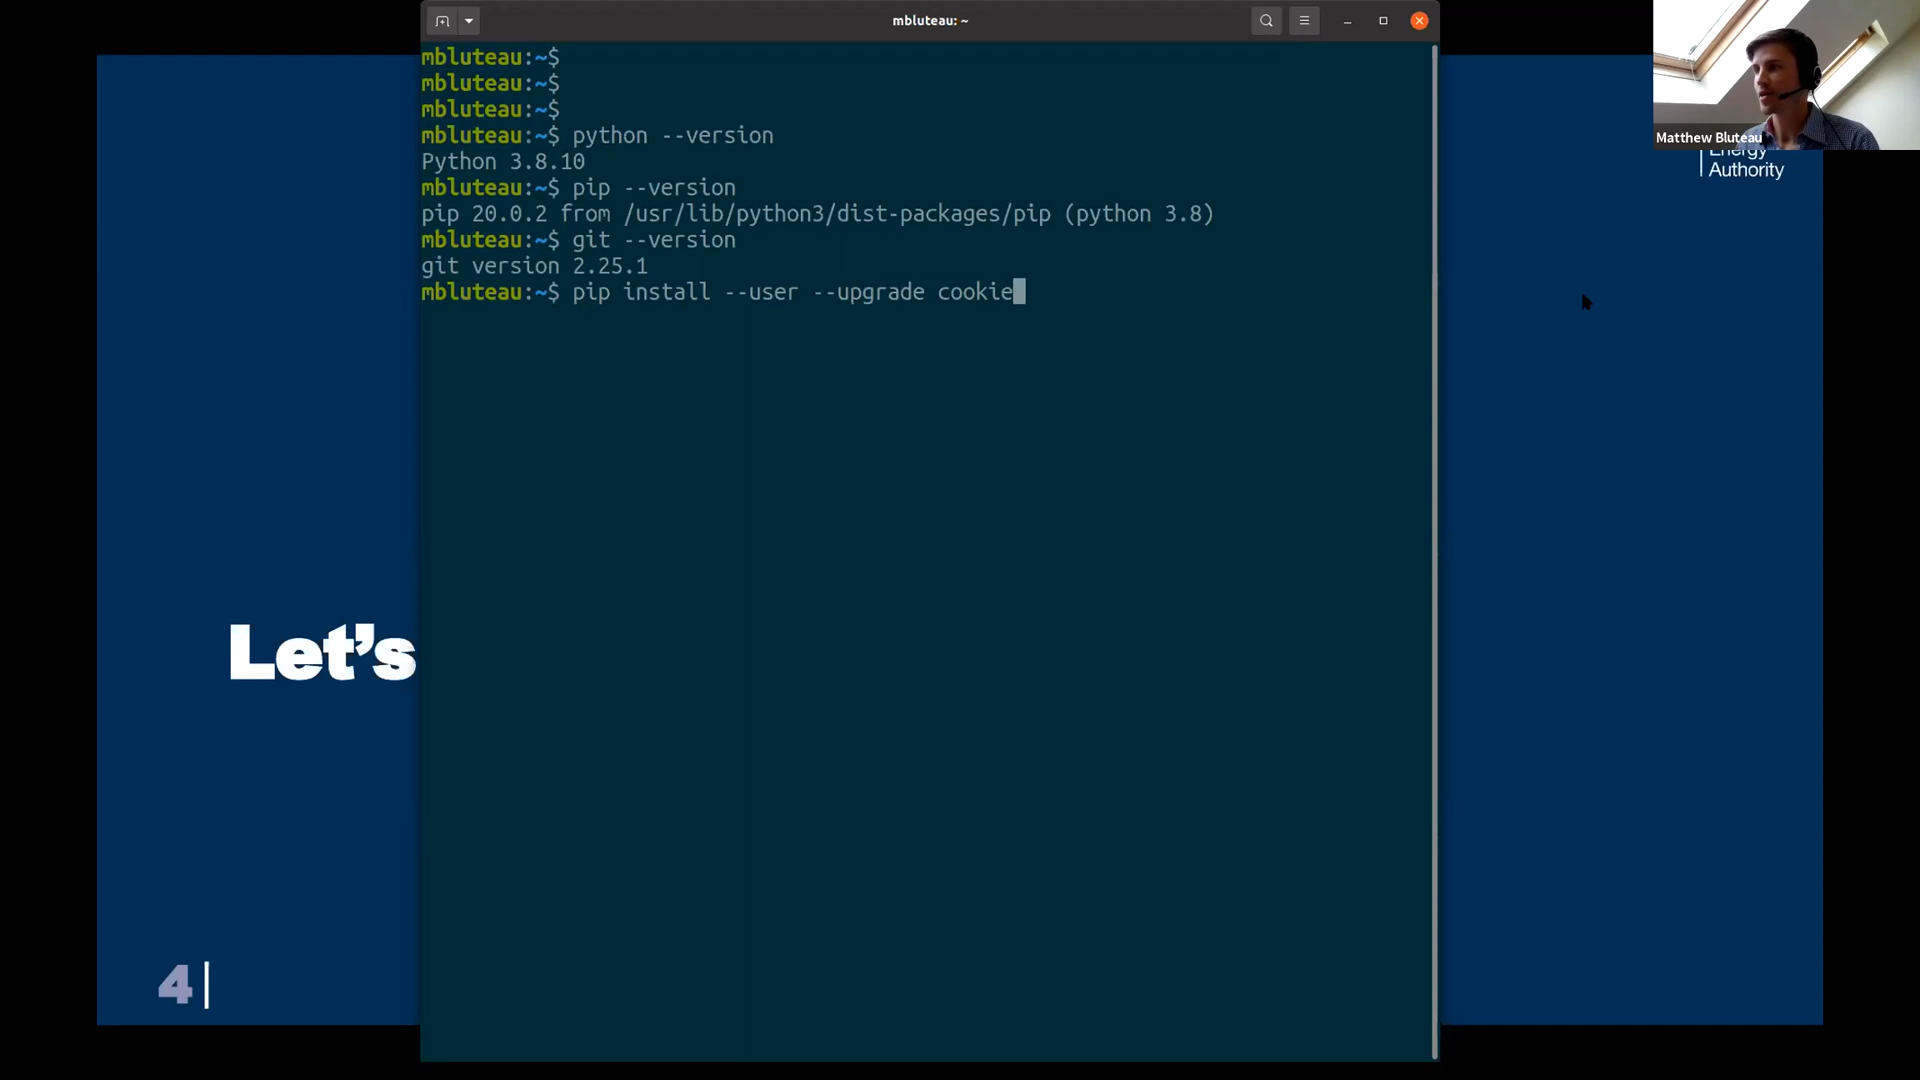 mbluteau: ~
mbluteau:~$
mbluteau:~$
mbluteau:~$
mbluteau:~$ python --version
Python 3.8.10
mbluteau:~$ pip --version
pip 20.0.2 from /usr/lib/python3/dist-packages/pip (python 3.8)
mbluteau:~$ git --version
git version 2.25.1
mbluteau:~$ pip install --user --upgrade cookie
Matthew Bluteau
Energy
Authority
Let’s
4